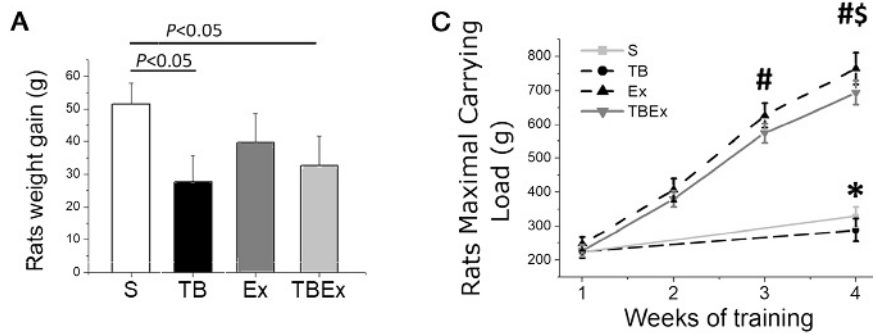 A
P<0.05
P<0.05
Rats weight gain (g)
60
50
40
30
20
10
0
S TB Ex TBEx
C
#$
#
*
S
TB
Ex
TBEx
Rats Maximal Carrying
Load (g)
800
700
600
500
400
300
200
1 2 3 4
Weeks of training